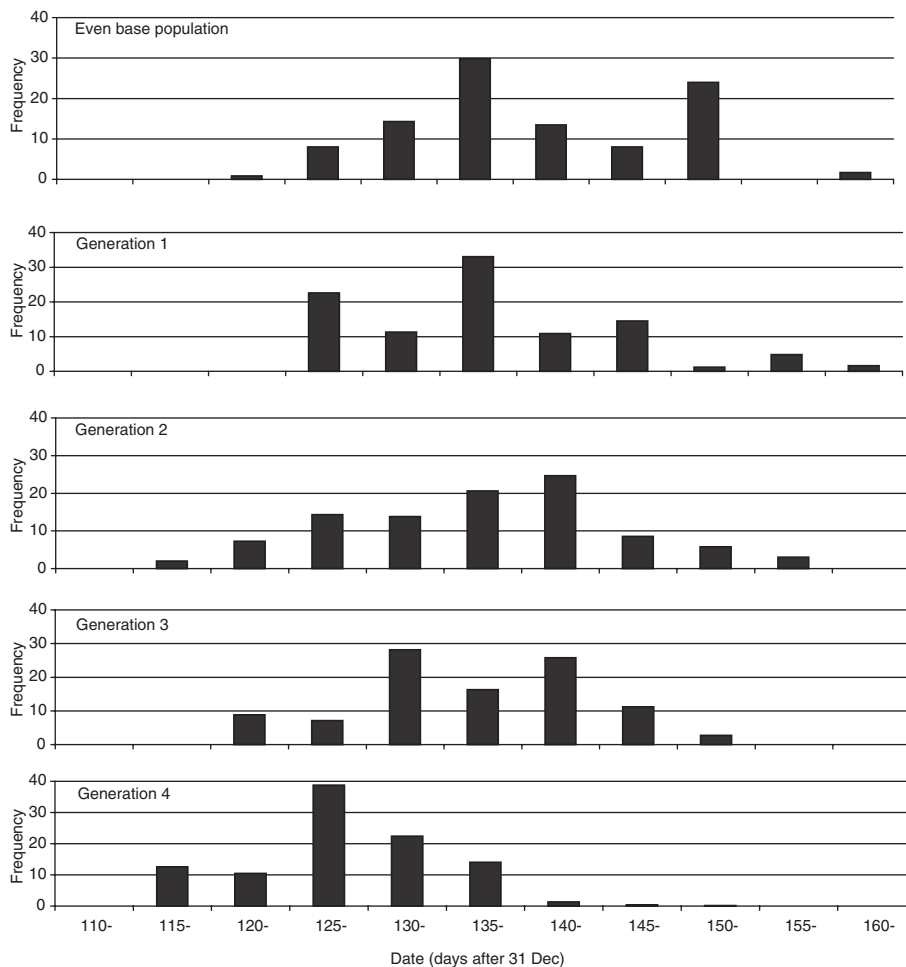 Even base population
40
30
20
10
0
Frequency
Generation 1
40
30
20
10
0
Frequency
Generation 2
40
30
20
10
0
Frequency
Generation 3
40
30
20
10
0
Frequency
Generation 4
40
30
20
10
0
Frequency
110- 115- 120- 125- 130- 135- 140- 145- 150- 155- 160-
Date (days after 31 Dec)